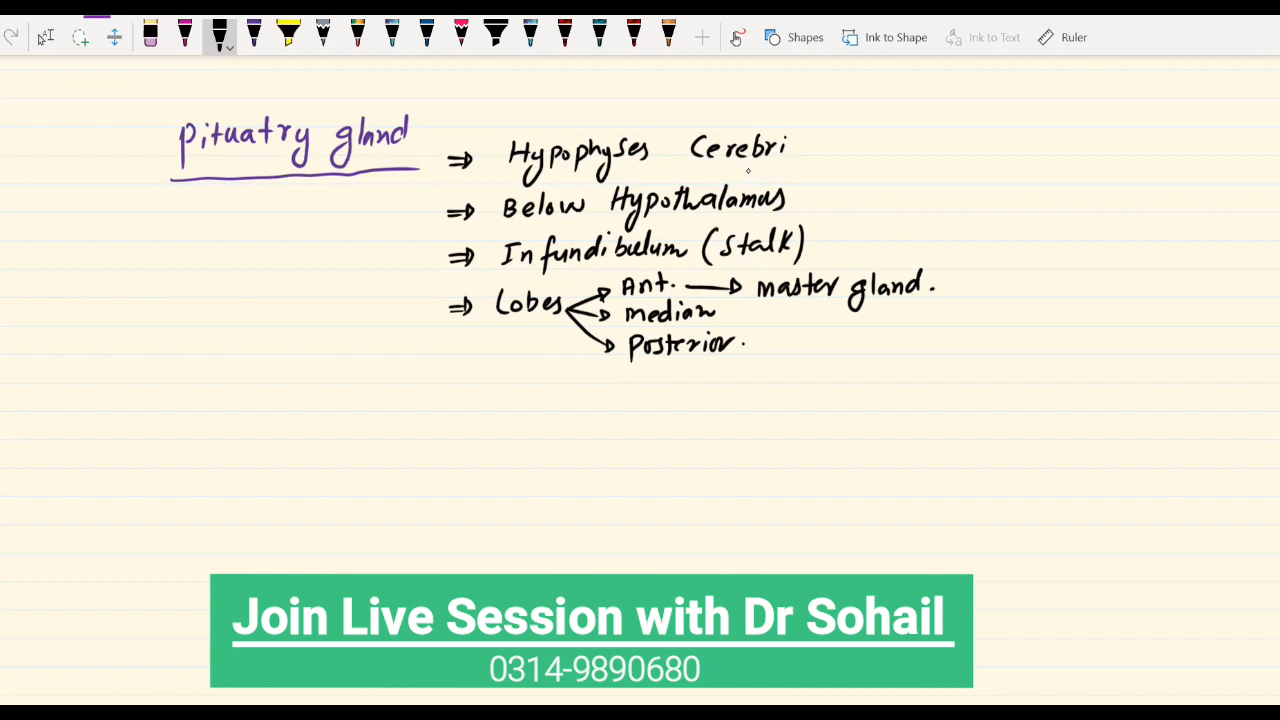 Shapes Ink to Shape Ink to Text Ruler
Pituatry gland
⇒ Hypophyses Cerebri
⇒ Below Hypothalamus
⇒ Infundibulum (Stalk)
⇒ Lobes → Ant. → master gland.
→ median
→ Posterior.
Join Live Session with Dr Sohail
0314-9890680